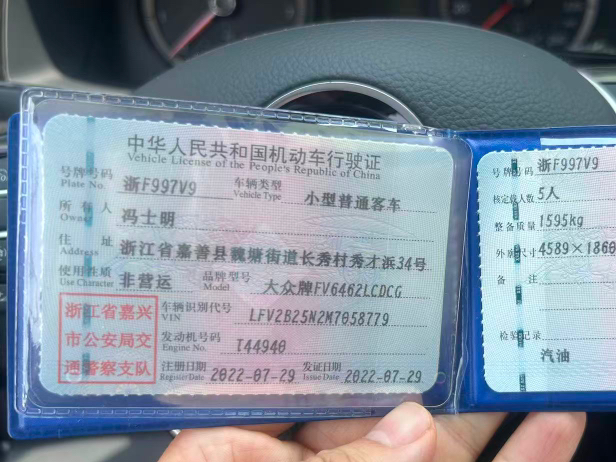 中华人民共和国机动车行驶证
Vehicle License of the People's Republic of China
号牌号码 浙F997V9 车辆类型 小型普通客车
Plate No. Vehicle Type
所有人 冯士明
Owner
住址 浙江省嘉善县魏塘街道长秀村秀才浜34号
Address
使用性质 非营运 品牌型号 大众牌FV6462LCDCG
Use Character Model
浙江省嘉兴
市公安局交
通警察支队
车辆识别代号 LFV2B25N2M7058779
VIN
发动机号码 I44940
Engine No.
注册日期 2022-07-29 发证日期 2022-07-29
Register Date Issue Date
号牌号码 浙F997V9
核定载人数 5人
整备质量 1595kg
外廓尺寸 4589×1860
备注
检验记录
汽油